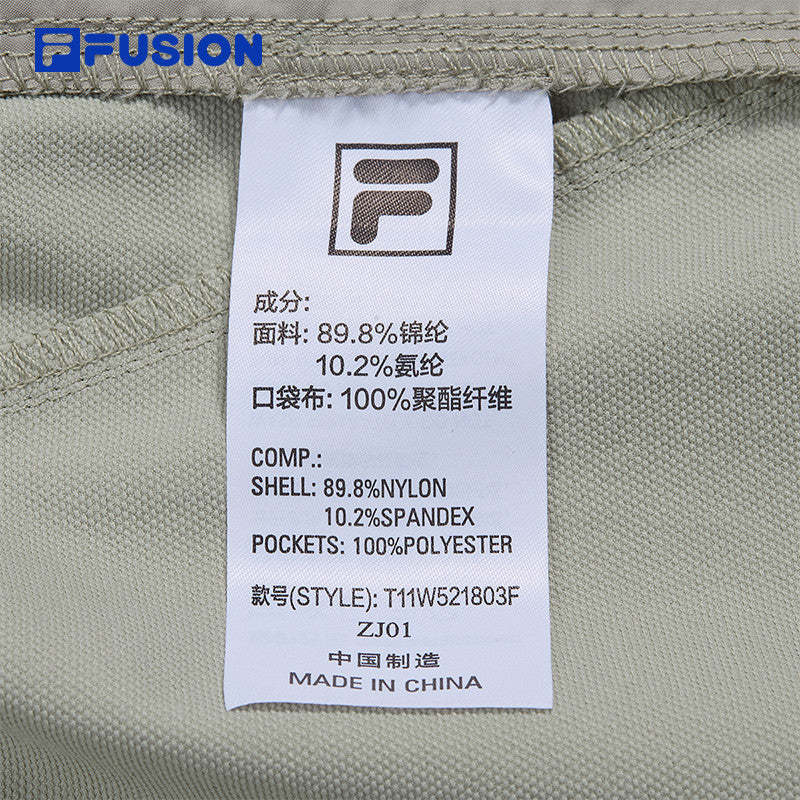 FUSION
F
成分:
面料: 89.8%锦纶
10.2%氨纶
口袋布: 100%聚酯纤维
COMP.:
SHELL: 89.8%NYLON
10.2%SPANDEX
POCKETS: 100%POLYESTER
款号(STYLE): T11W521803F
ZJ01
中国制造
MADE IN CHINA